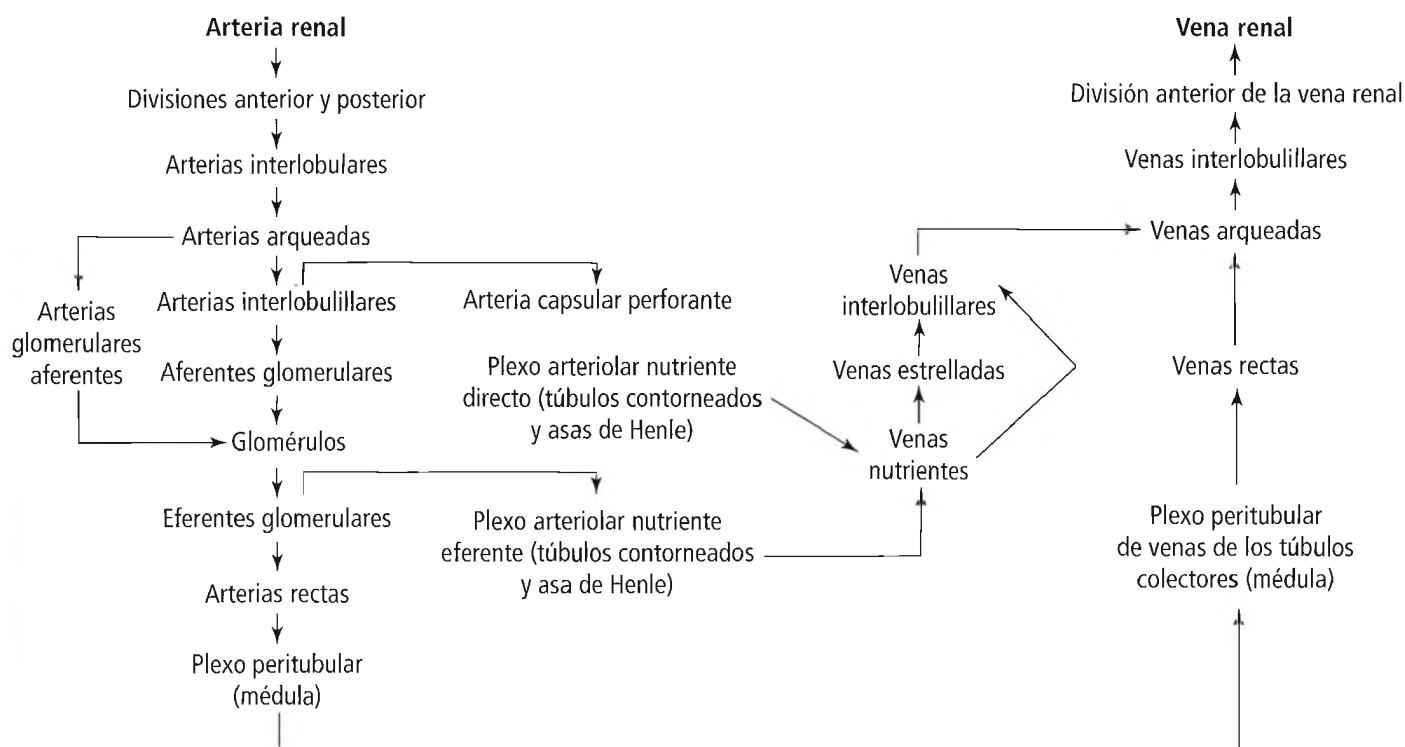 Arteria renal
Divisiones anterior y posterior
Arterias interlobulares
Arterias arqueadas
Arterias
glomerulares
aferentes
Arterias interlobulillares
Arteria capsular perforante
Aferentes glomerulares
Plexo arteriolar nutriente
directo (túbulos contorneados
y asas de Henle)
Glomérulos
Eferentes glomerulares
Plexo arteriolar nutriente
eferente (túbulos contorneados
y asa de Henle)
Arterias rectas
Plexo peritubular
(médula)
Venas
interlobulillares
Venas estrelladas
Venas
nutrientes
Vena renal
División anterior de la vena renal
Venas interlobulillares
Venas arqueadas
Venas rectas
Plexo peritubular
de venas de los túbulos
colectores (médula)